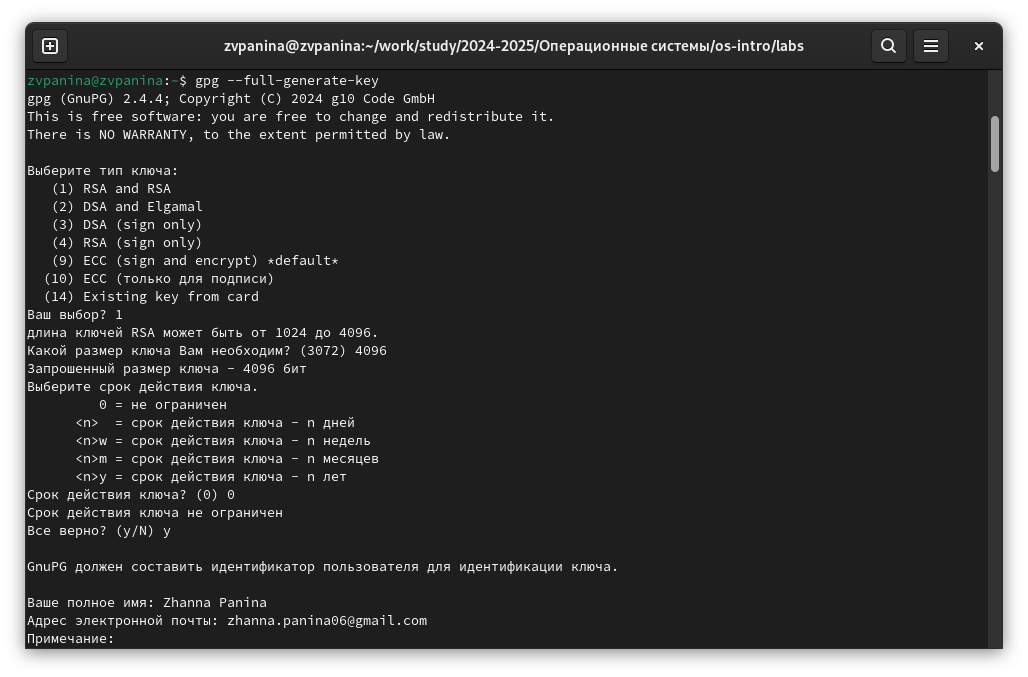 zvpanina@zvpanina:~/work/study/2024-2025/Операционные системы/os-intro/labs
zvpanina@zvpanina:~$ gpg --full-generate-key
gpg (GnuPG) 2.4.4; Copyright (C) 2024 g10 Code GmbH
This is free software: you are free to change and redistribute it.
There is NO WARRANTY, to the extent permitted by law.

Выберите тип ключа:
   (1) RSA and RSA
   (2) DSA and Elgamal
   (3) DSA (sign only)
   (4) RSA (sign only)
   (9) ECC (sign and encrypt) *default*
  (10) ECC (только для подписи)
  (14) Existing key from card
Ваш выбор? 1
длина ключей RSA может быть от 1024 до 4096.
Какой размер ключа Вам необходим? (3072) 4096
Запрошенный размер ключа - 4096 бит
Выберите срок действия ключа.
         0 = не ограничен
      <n>  = срок действия ключа - n дней
      <n>w = срок действия ключа - n недель
      <n>m = срок действия ключа - n месяцев
      <n>y = срок действия ключа - n лет
Срок действия ключа? (0) 0
Срок действия ключа не ограничен
Все верно? (y/N) y

GnuPG должен составить идентификатор пользователя для идентификации ключа.

Ваше полное имя: Zhanna Panina
Адрес электронной почты: zhanna.panina06@gmail.com
Примечание: